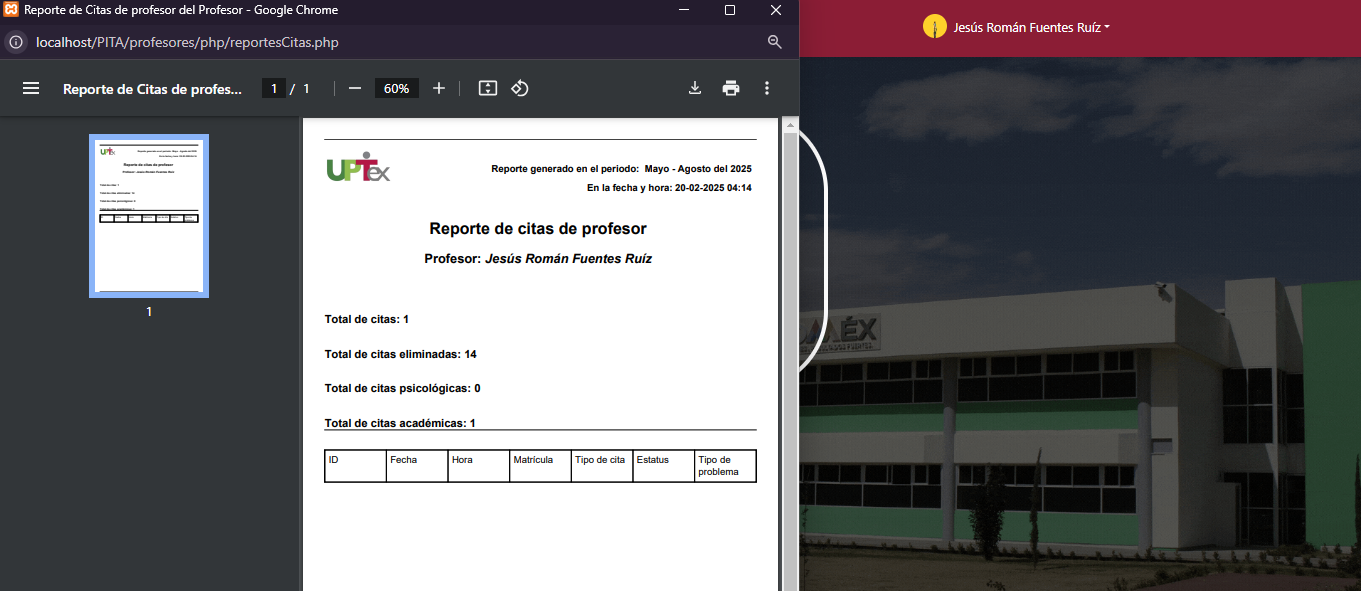 Reporte de Citas de profesor del Profesor - Google Chrome
localhost/PITA/profesores/php/reportesCitas.php
Jesús Román Fuentes Ruíz
Reporte de Citas de profes...
1 / 1
60%
UPTex
Reporte generado en el periodo: Mayo - Agosto del 2025
En la fecha y hora: 20-02-2025 04:14
Reporte de citas de profesor
Profesor: Jesús Román Fuentes Ruíz
Total de citas: 1
Total de citas eliminadas: 14
Total de citas psicológicas: 0
Total de citas académicas: 1
ID Fecha Hora Matrícula Tipo de cita Estatus Tipo de problema
1